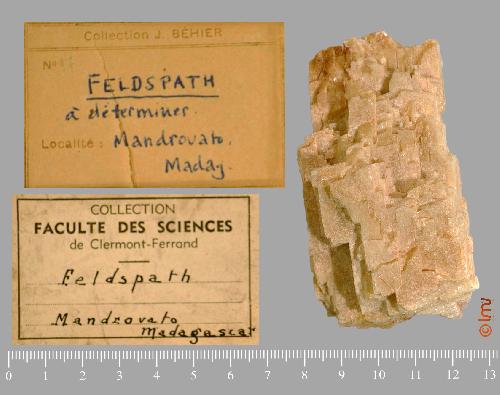 Collection J. BÉHIER
No
FELDSPATH
à déterminer.
Localité : Mandrovato.
Madag.
COLLECTION
FACULTE DES SCIENCES
de Clermont-Ferrand
Feldspath
Mandrovato
Madagascar
© lmv
0 1 2 3 4 5 6 7 8 9 10 11 12 13